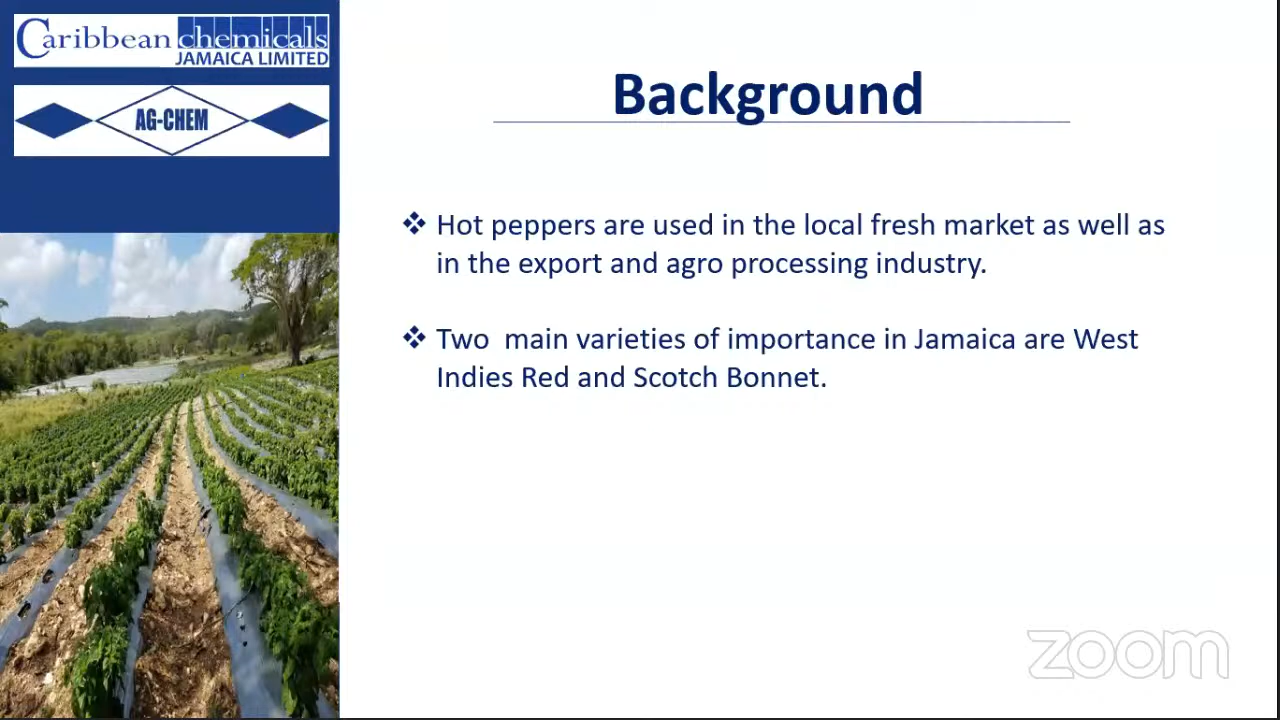 Caribbean chemicals
JAMAICA LIMITED
AG-CHEM
Background
❖ Hot peppers are used in the local fresh market as well as
in the export and agro processing industry.
❖ Two  main varieties of importance in Jamaica are West
Indies Red and Scotch Bonnet.
zoom